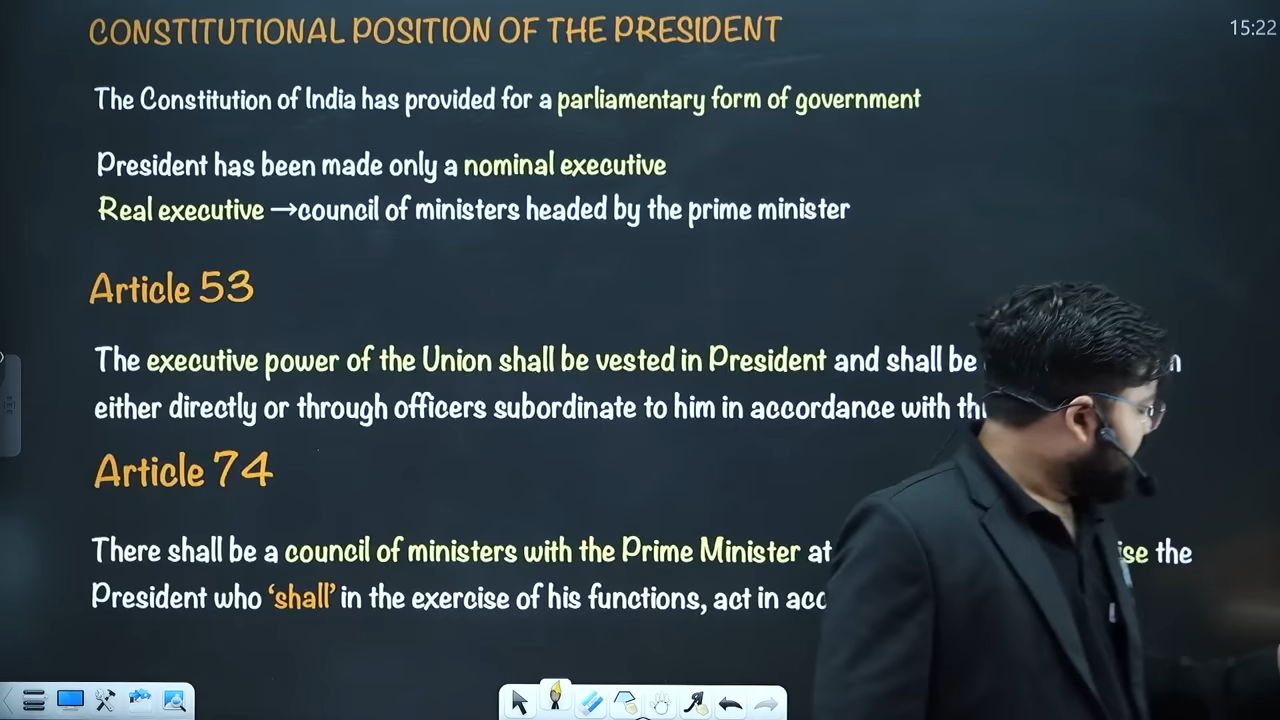 CONSTITUTIONAL POSITION OF THE PRESIDENT
15:22
The Constitution of India has provided for a parliamentary form of government
President has been made only a nominal executive
Real executive →council of ministers headed by the prime minister
Article 53
The executive power of the Union shall be vested in President and shall be
either directly or through officers subordinate to him in accordance with
Article 74
There shall be a council of ministers with the Prime Minister at the
President who ‘shall’ in the exercise of his functions, act in